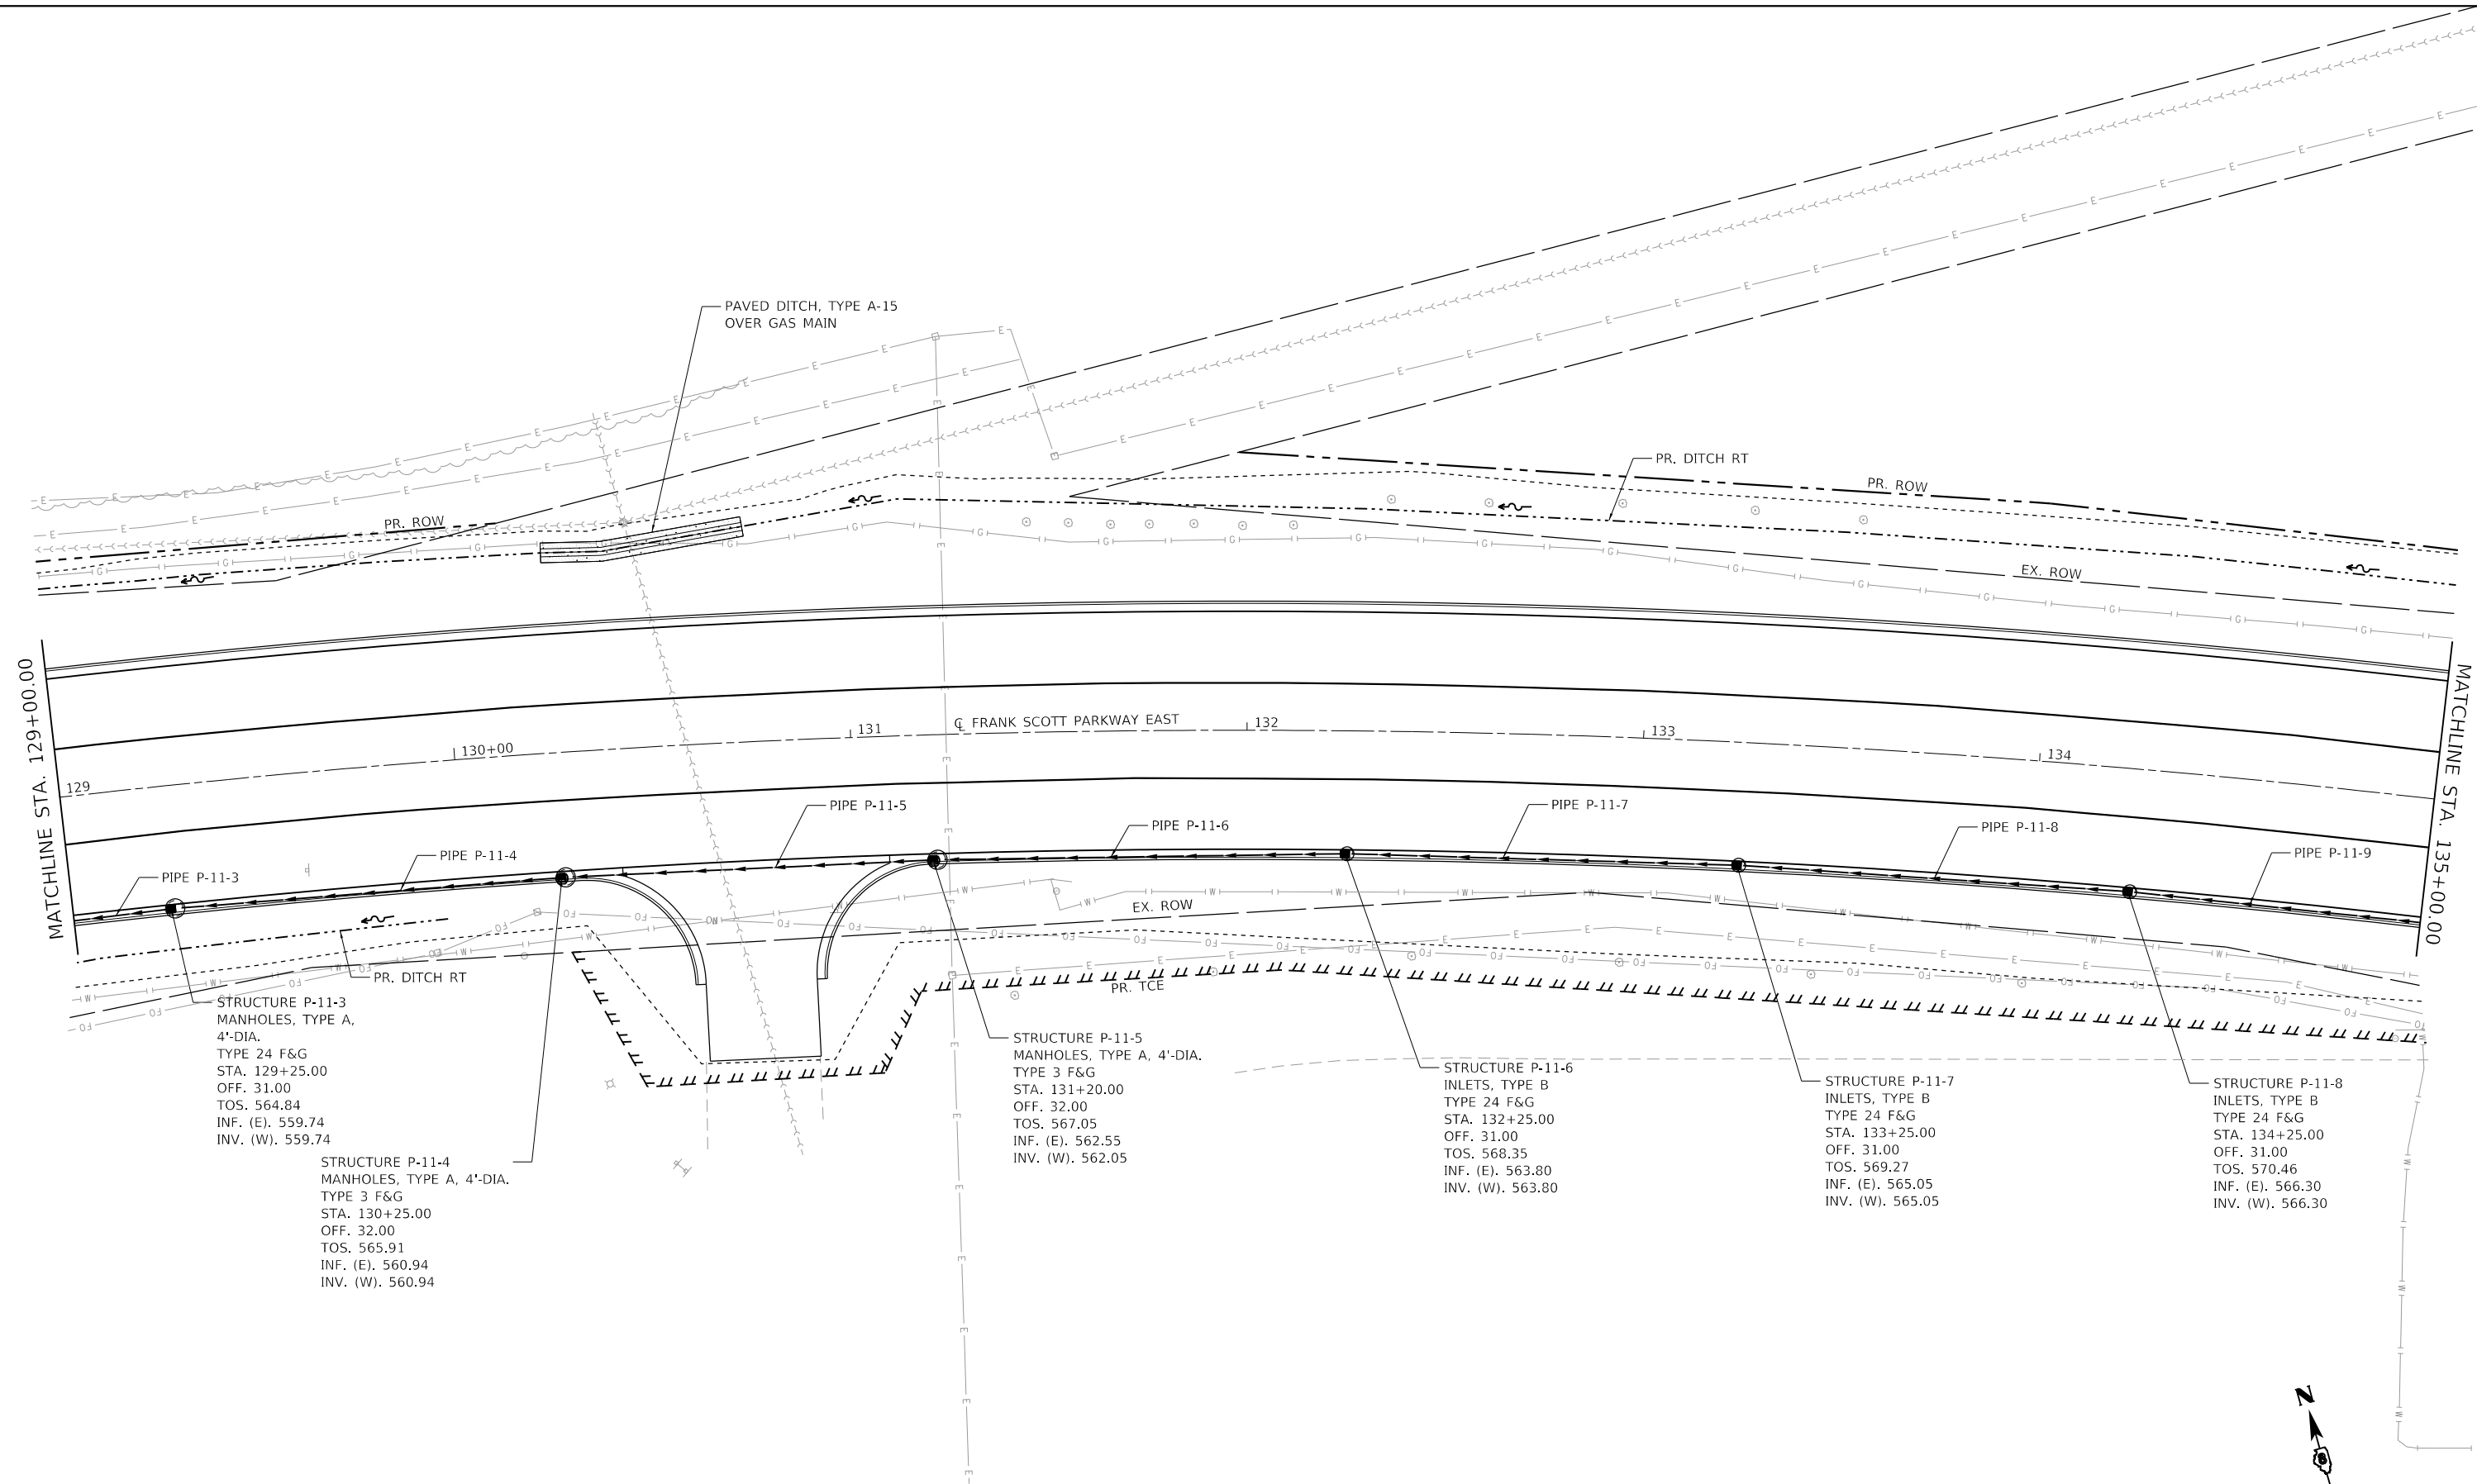 PAVED DITCH, TYPE A-15
OVER GAS MAIN
PR. DITCH RT
PR. ROW
PR. ROW
EX. ROW
MATCHLINE STA. 129+00.00
MATCHLINE STA. 135+00.00
℄ FRANK SCOTT PARKWAY EAST
129
130+00
131
132
133
134
PIPE P-11-3
PIPE P-11-4
PIPE P-11-5
PIPE P-11-6
PIPE P-11-7
PIPE P-11-8
PIPE P-11-9
EX. ROW
PR. DITCH RT
PR. TCE
STRUCTURE P-11-3
MANHOLES, TYPE A,
4'-DIA.
TYPE 24 F&G
STA. 129+25.00
OFF. 31.00
TOS. 564.84
INF. (E). 559.74
INV. (W). 559.74
STRUCTURE P-11-4
MANHOLES, TYPE A, 4'-DIA.
TYPE 3 F&G
STA. 130+25.00
OFF. 32.00
TOS. 565.91
INF. (E). 560.94
INV. (W). 560.94
STRUCTURE P-11-5
MANHOLES, TYPE A, 4'-DIA.
TYPE 3 F&G
STA. 131+20.00
OFF. 32.00
TOS. 567.05
INF. (E). 562.55
INV. (W). 562.05
STRUCTURE P-11-6
INLETS, TYPE B
TYPE 24 F&G
STA. 132+25.00
OFF. 31.00
TOS. 568.35
INF. (E). 563.80
INV. (W). 563.80
STRUCTURE P-11-7
INLETS, TYPE B
TYPE 24 F&G
STA. 133+25.00
OFF. 31.00
TOS. 569.27
INF. (E). 565.05
INV. (W). 565.05
STRUCTURE P-11-8
INLETS, TYPE B
TYPE 24 F&G
STA. 134+25.00
OFF. 31.00
TOS. 570.46
INF. (E). 566.30
INV. (W). 566.30
N